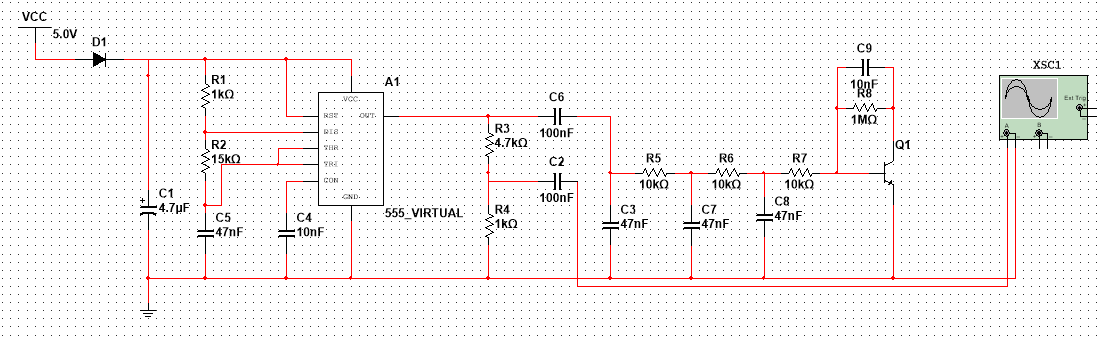 VCC
5.0V
D1
R1
1kΩ
R2
15kΩ
C1
4.7µF
+
C5
47nF
C4
10nF
A1
VCC
RST
OUT
DIS
THR
TRI
CON
GND
555_VIRTUAL
R3
4.7kΩ
R4
1kΩ
C6
100nF
C2
100nF
C3
47nF
R5
10kΩ
C7
47nF
R6
10kΩ
C8
47nF
R7
10kΩ
C9
10nF
R8
1MΩ
Q1
XSC1
Ext Trig
+
A
B